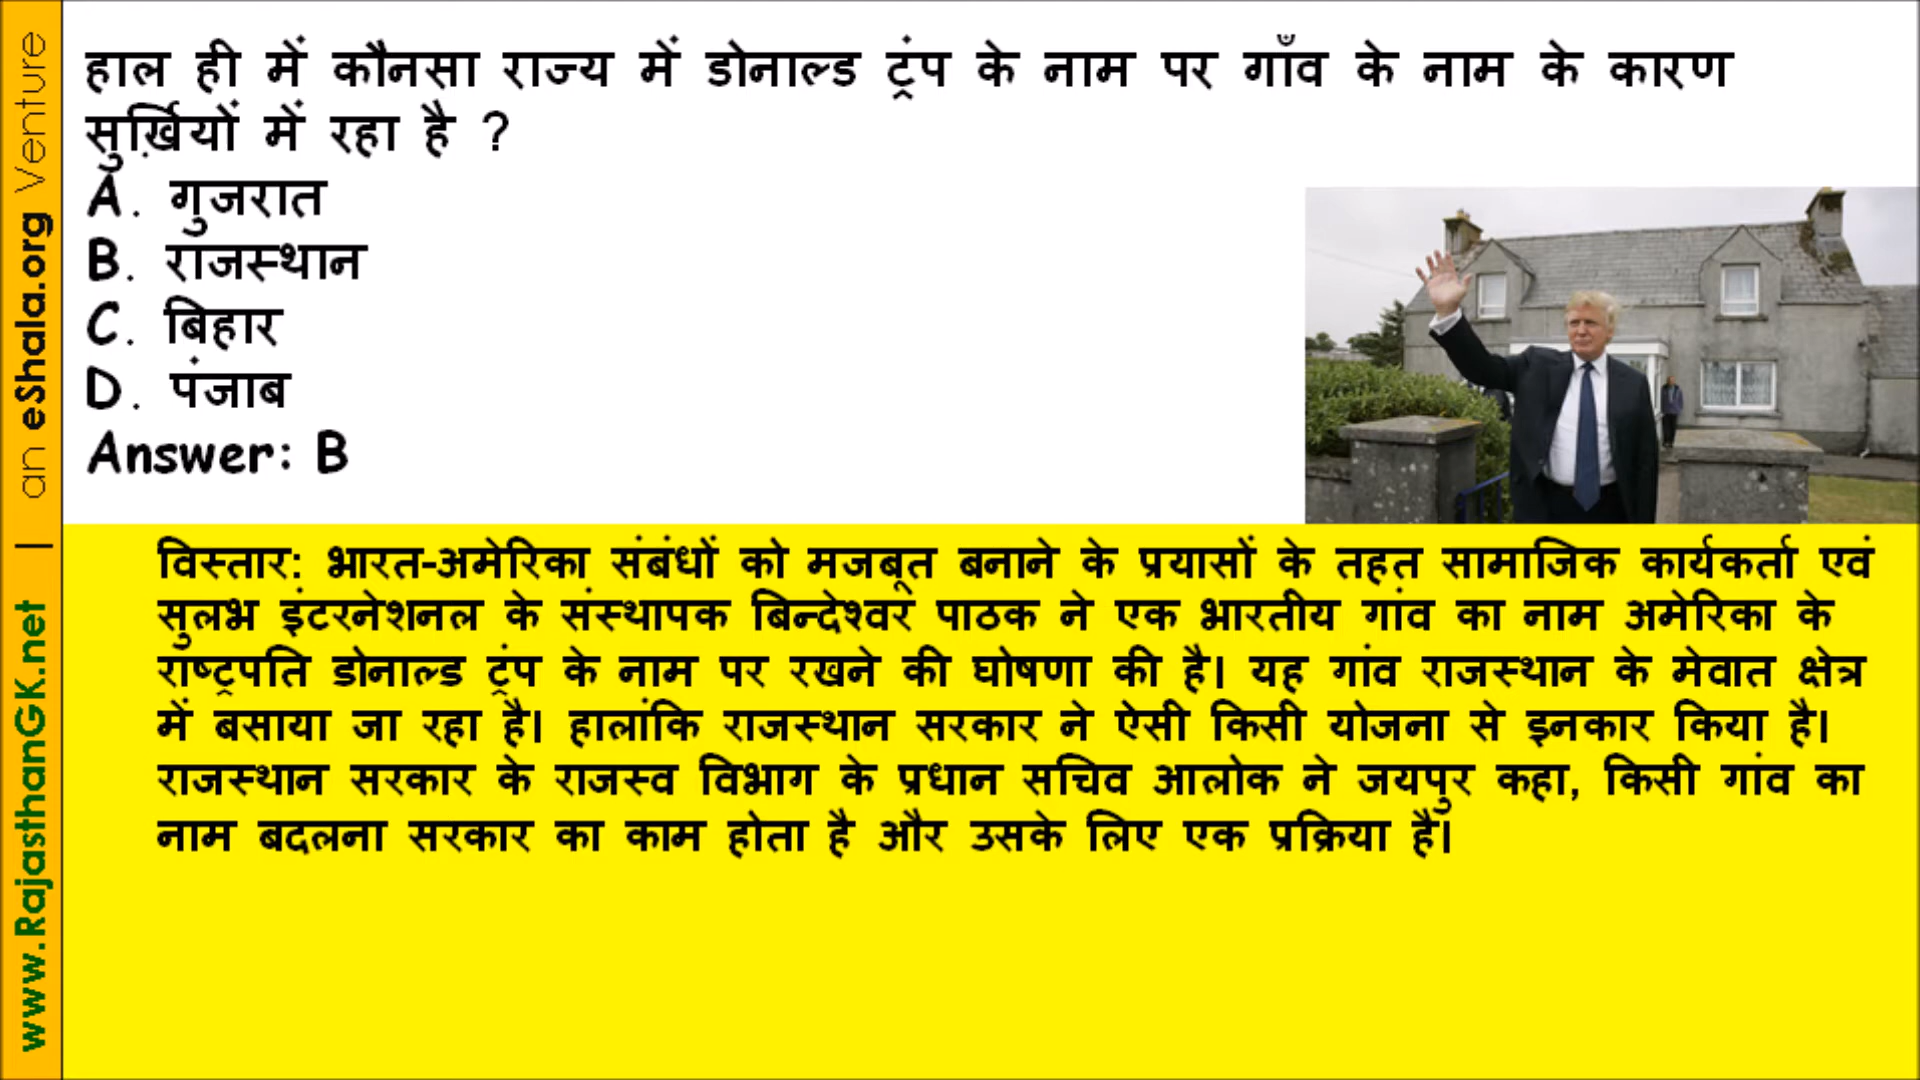 हाल ही में कौनसा राज्य में डोनाल्ड ट्रंप के नाम पर गाँव के नाम के कारण
सुर्ख़ियों में रहा है ?
A. गुजरात
B. राजस्थान
C. बिहार
D. पंजाब
Answer: B
विस्तार: भारत-अमेरिका संबंधों को मजबूत बनाने के प्रयासों के तहत सामाजिक कार्यकर्ता एवं
सुलभ इंटरनेशनल के संस्थापक बिन्देश्वर पाठक ने एक भारतीय गांव का नाम अमेरिका के
राष्ट्रपति डोनाल्ड ट्रंप के नाम पर रखने की घोषणा की है। यह गांव राजस्थान के मेवात क्षेत्र
में बसाया जा रहा है। हालांकि राजस्थान सरकार ने ऐसी किसी योजना से इनकार किया है।
राजस्थान सरकार के राजस्व विभाग के प्रधान सचिव आलोक ने जयपुर कहा, किसी गांव का
नाम बदलना सरकार का काम होता है और उसके लिए एक प्रक्रिया है।
www.RajasthanGK.net | an eShala.org Venture